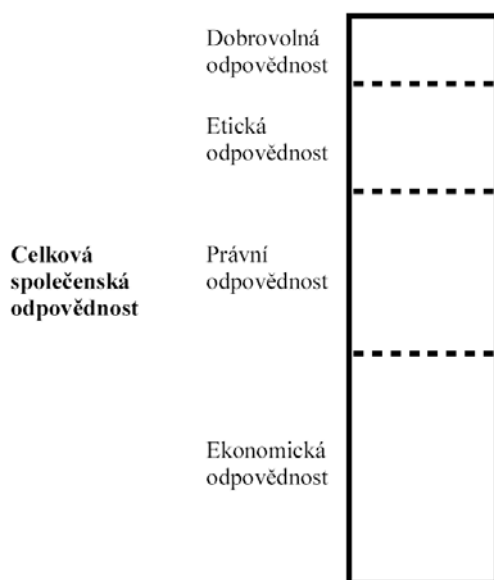 Dobrovolná
odpovědnost
Etická
odpovědnost
Celková
společenská
odpovědnost
Právní
odpovědnost
Ekonomická
odpovědnost